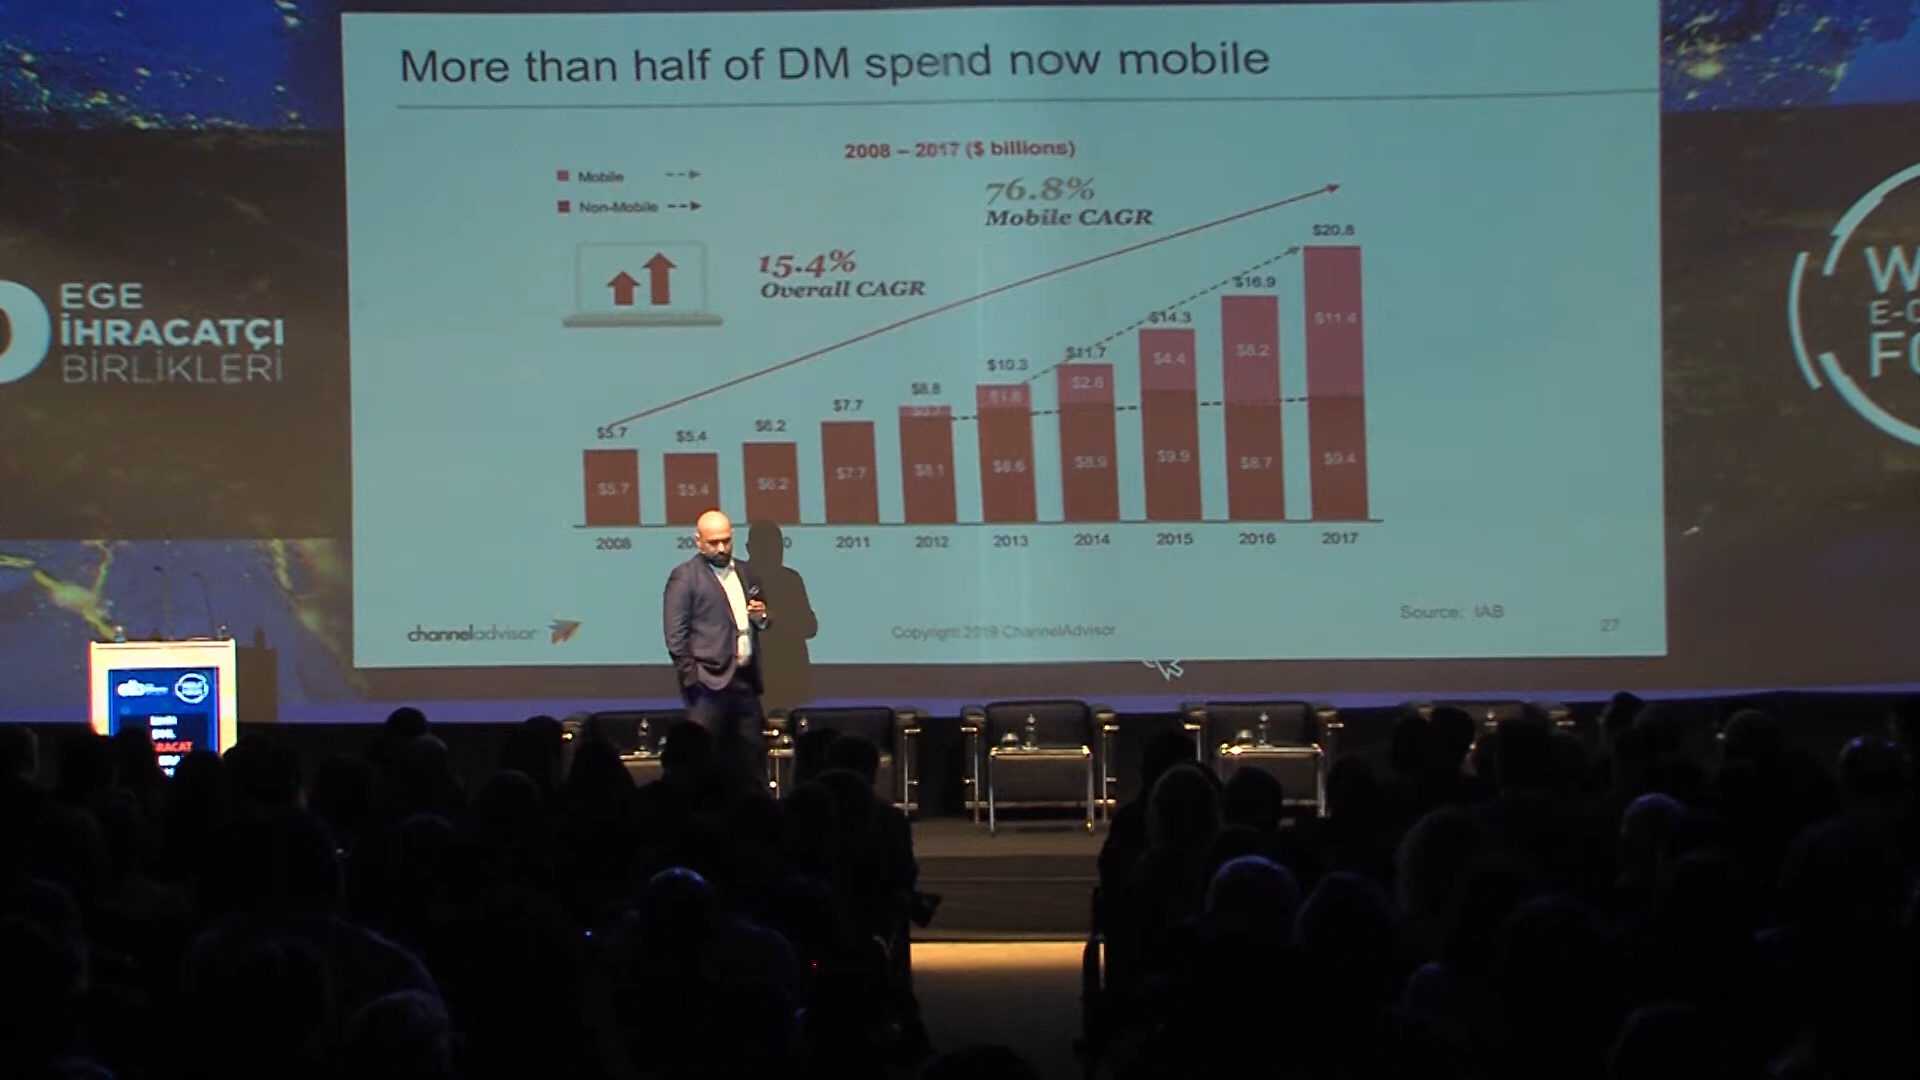 More than half of DM spend now mobile
2008 – 2017 ($ billions)
Mobile
Non-Mobile
76.8%
Mobile CAGR
15.4%
Overall CAGR
$5.7
$5.4
$6.2
$7.7
$8.8
$10.3
$11.7
$14.3
$16.9
$20.8
$11.4
$8.2
$4.4
$2.8
$5.7
$5.4
$6.2
$7.7
$8.1
$8.6
$8.9
$9.9
$8.7
$9.4
2008
2011
2012
2013
2014
2015
2016
2017
channeladvisor
Copyright 2019 ChannelAdvisor
Source: IAB
27
EGE
İHRACATÇI
BİRLİKLERİ